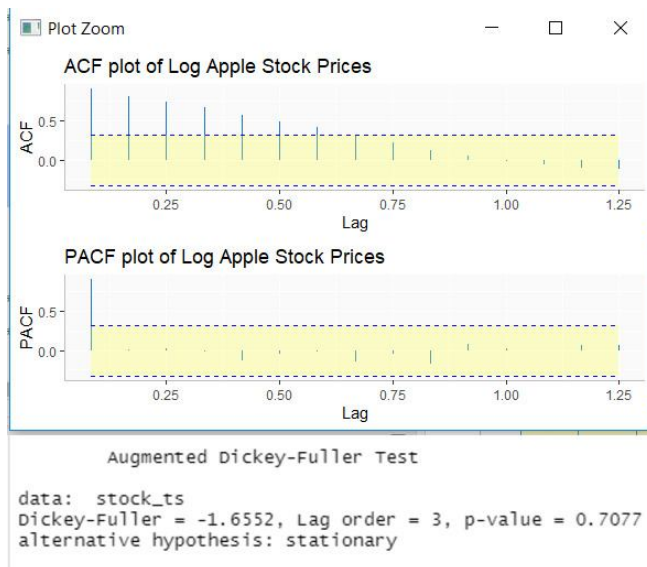 Plot Zoom
ACF plot of Log Apple Stock Prices
ACF
0.5
0.0
0.25 0.50 0.75 1.00 1.25
Lag
PACF plot of Log Apple Stock Prices
PACF
0.5
0.0
0.25 0.50 0.75 1.00 1.25
Lag
Augmented Dickey-Fuller Test
data: stock_ts
Dickey-Fuller = -1.6552, Lag order = 3, p-value = 0.7077
alternative hypothesis: stationary